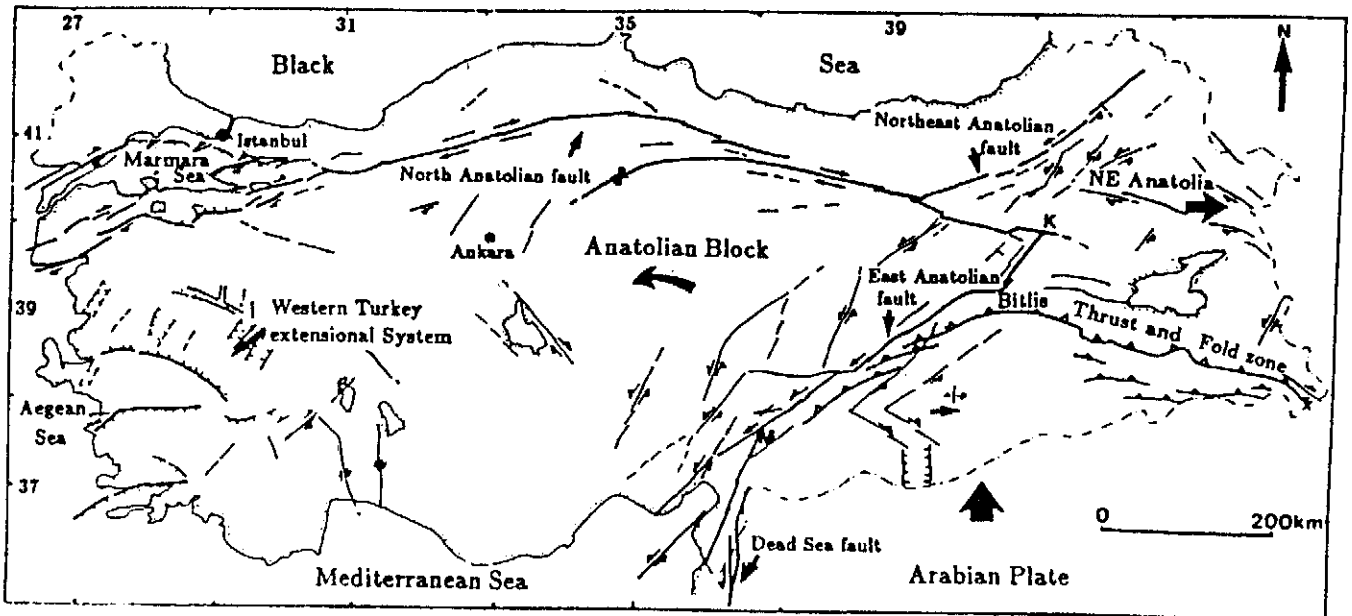 27
31
35
39
N
Black
Sea
41
Istanbul
Northeast Anatolian
fault
Marmara
Sea
North Anatolian fault
NE Anatolia
K
Ankara
Anatolian Block
East Anatolian
fault
39
Western Turkey
extensional System
Bitlis
Thrust and Fold zone
Aegean
Sea
M
37
0
200km
Dead Sea fault
Mediterranean Sea
Arabian Plate